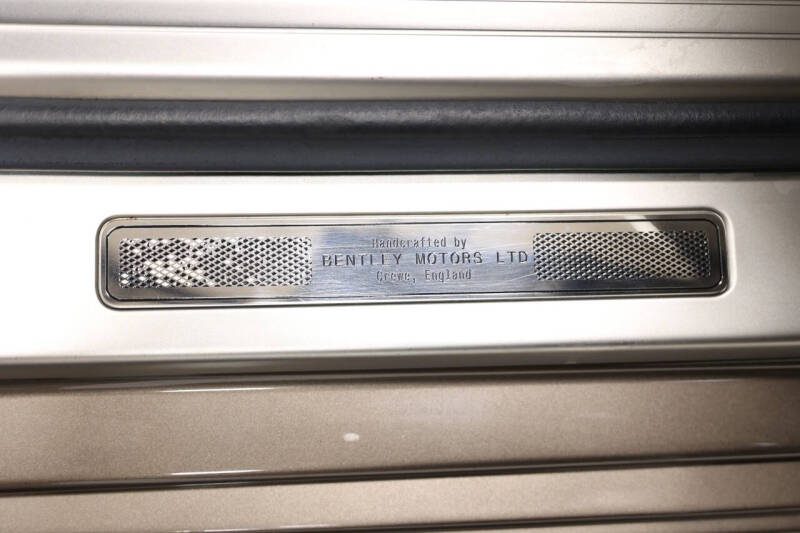 Handcrafted by
BENTLEY MOTORS LTD
Crewe, England